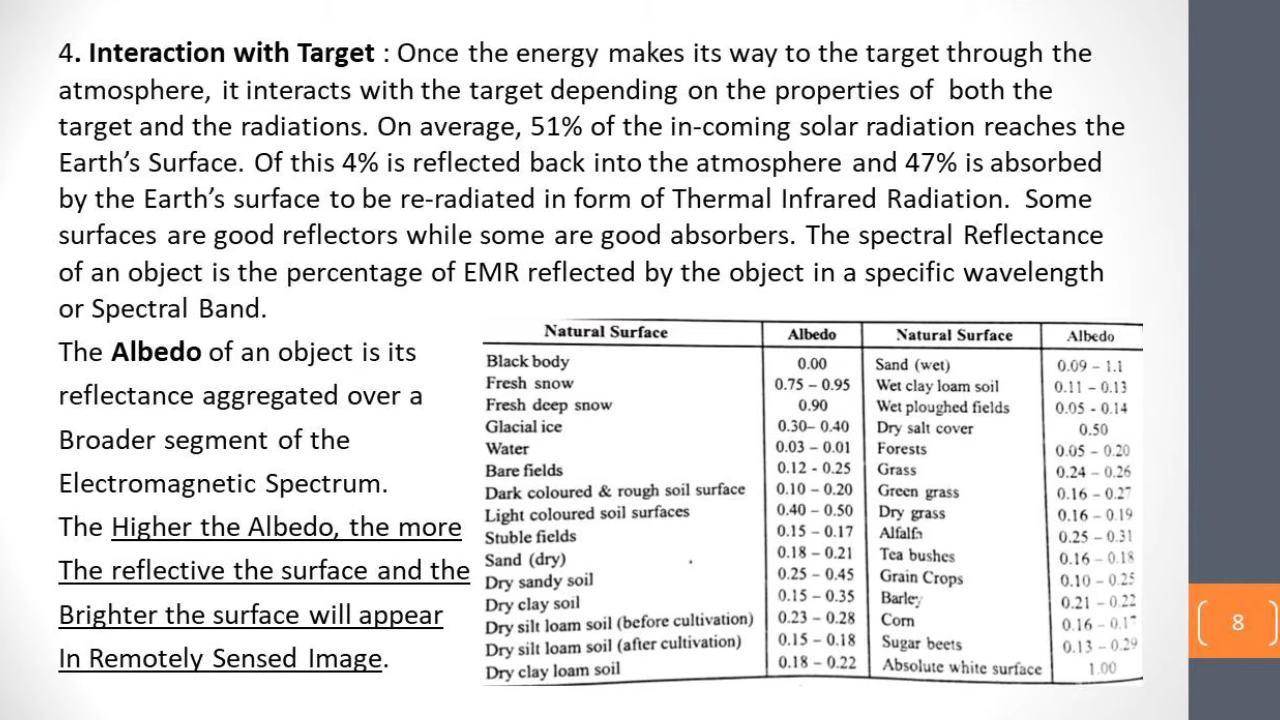 4. Interaction with Target : Once the energy makes its way to the target through the
atmosphere, it interacts with the target depending on the properties of both the
target and the radiations. On average, 51% of the in-coming solar radiation reaches the
Earth's Surface. Of this 4% is reflected back into the atmosphere and 47% is absorbed
by the Earth's surface to be re-radiated in form of Thermal Infrared Radiation. Some
surfaces are good reflectors while some are good absorbers. The spectral Reflectance
of an object is the percentage of EMR reflected by the object in a specific wavelength
or Spectral Band.
The Albedo of an object is its
reflectance aggregated over a
Broader segment of the
Electromagnetic Spectrum.
The Higher the Albedo, the more
The reflective the surface and the
Brighter the surface will appear
In Remotely Sensed Image.
Natural Surface Albedo Natural Surface Albedo
Black body 0.00 Sand (wet) 0.09 – 1.1
Fresh snow 0.75 – 0.95 Wet clay loam soil 0.11 – 0.13
Fresh deep snow 0.90 Wet ploughed fields 0.05 - 0.14
Glacial ice 0.30– 0.40 Dry salt cover 0.50
Water 0.03 – 0.01 Forests 0.05 – 0.20
Bare fields 0.12 - 0.25 Grass 0.24 – 0.26
Dark coloured & rough soil surface 0.10 – 0.20 Green grass 0.16 – 0.27
Light coloured soil surfaces 0.40 – 0.50 Dry grass 0.16 – 0.19
Stuble fields 0.15 – 0.17 Alfalfa 0.25 – 0.31
Sand (dry) 0.18 – 0.21 Tea bushes 0.16 – 0.18
Dry sandy soil 0.25 – 0.45 Grain Crops 0.10 – 0.25
Dry clay soil 0.15 – 0.35 Barley 0.21 – 0.22
Dry silt loam soil (before cultivation) 0.23 – 0.28 Corn 0.16 –
Dry silt loam soil (after cultivation) 0.15 – 0.18 Sugar beets 0.13 – 0.29
Dry clay loam soil 0.18 – 0.22 Absolute white surface 1.00
8